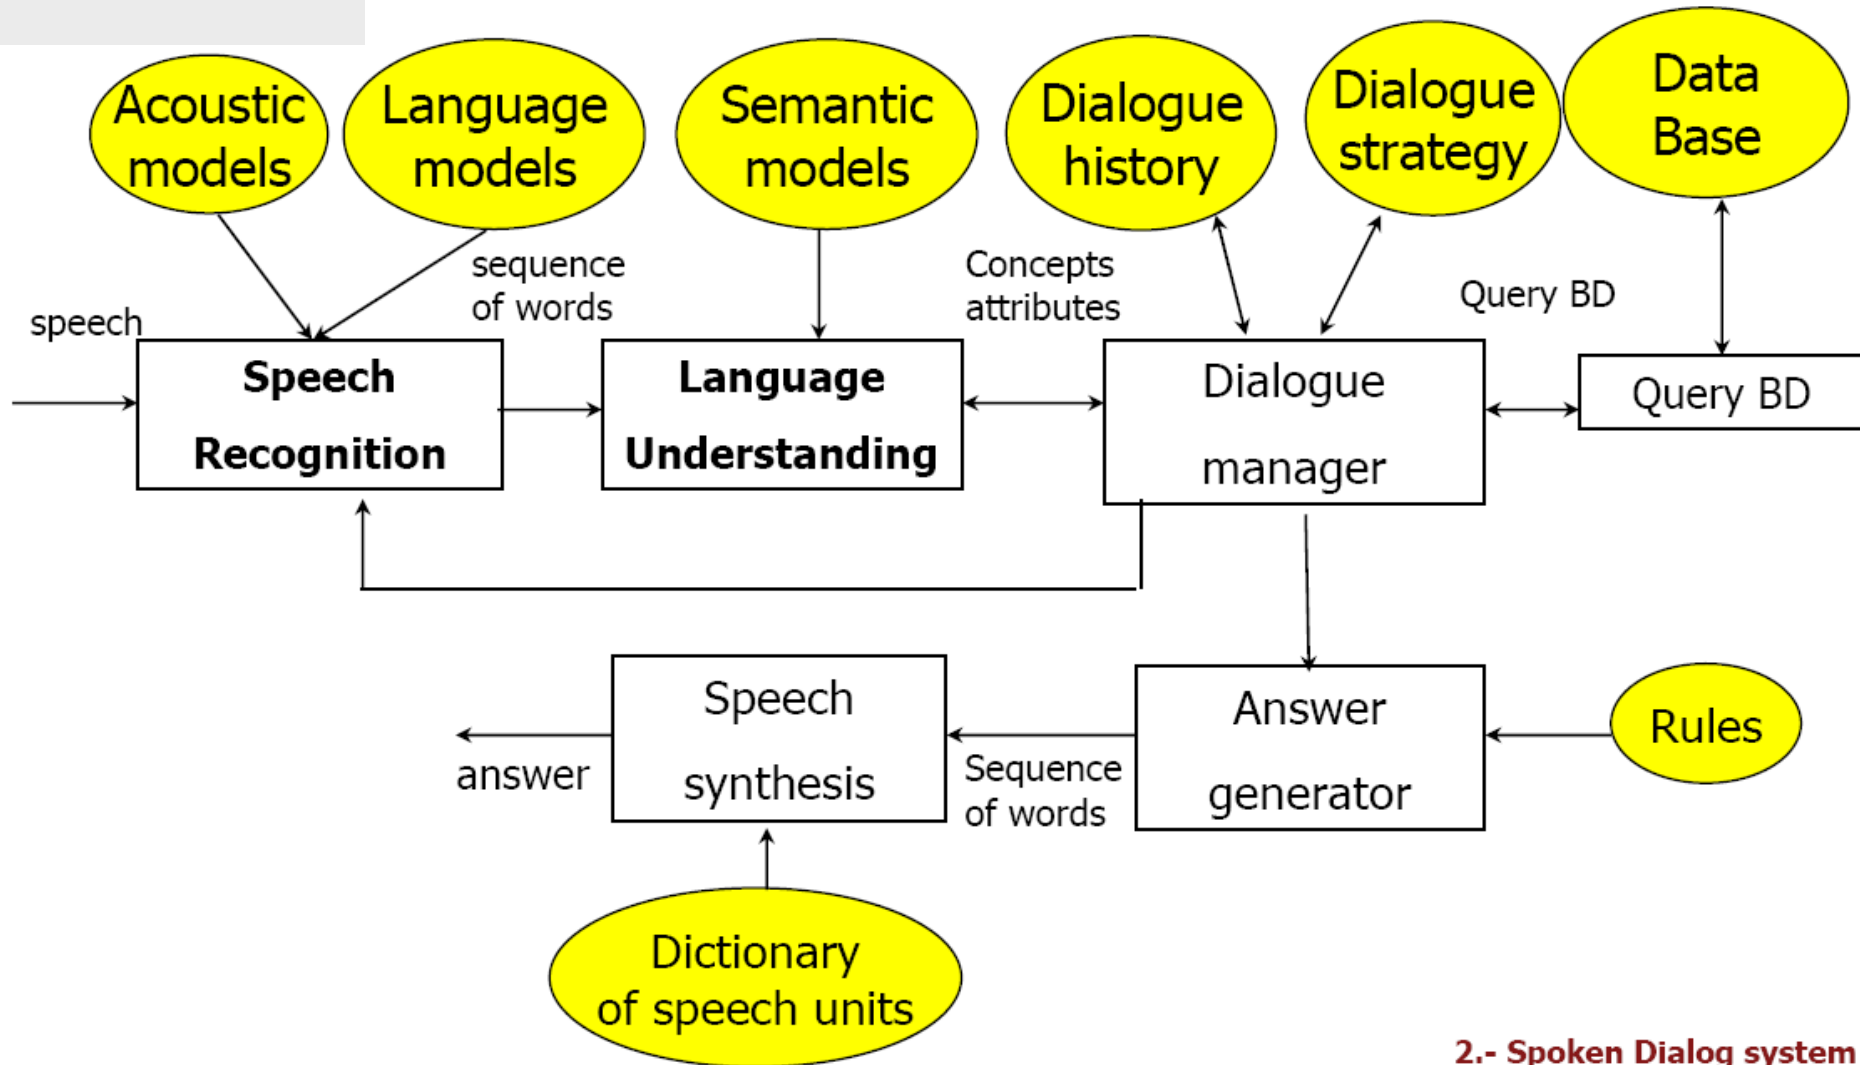 Acoustic
models
Language
models
Semantic
models
Dialogue
history
Dialogue
strategy
Data
Base
speech
sequence
of words
Concepts
attributes
Query BD
Speech
Recognition
Language
Understanding
Dialogue
manager
Query BD
Speech
synthesis
Answer
generator
Rules
answer
Sequence
of words
Dictionary
of speech units
2.- Spoken Dialog system